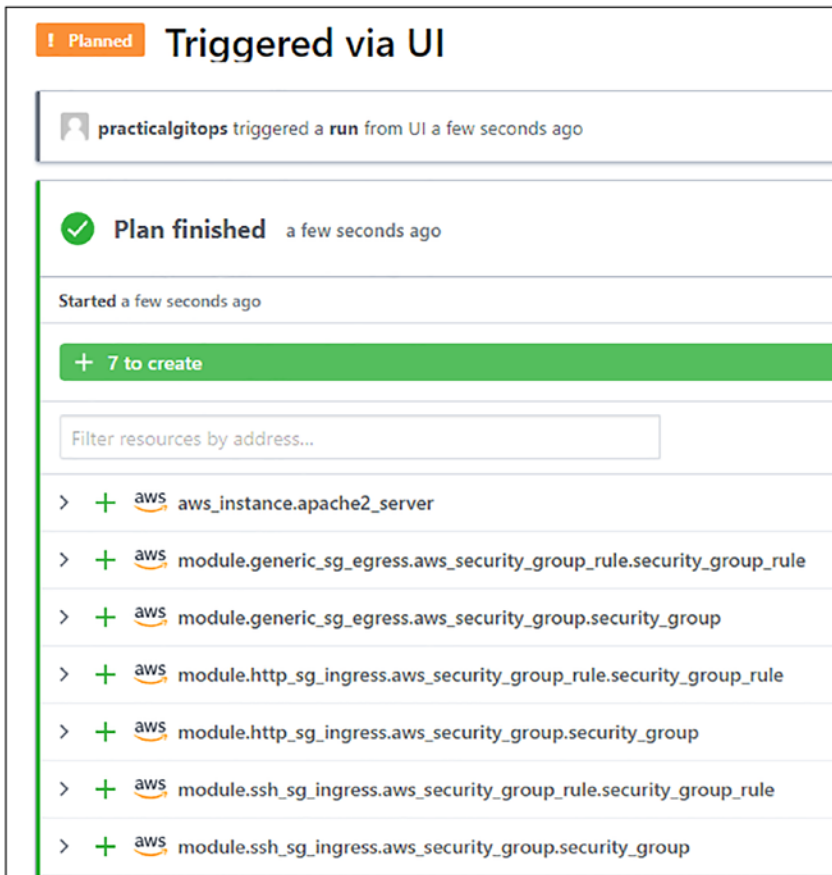 ! Planned Triggered via UI
practicalgitops triggered a run from UI a few seconds ago
Plan finished a few seconds ago
Started a few seconds ago
+ 7 to create
Filter resources by address...
> + aws aws_instance.apache2_server
> + aws module.generic_sg_egress.aws_security_group_rule.security_group_rule
> + aws module.generic_sg_egress.aws_security_group.security_group
> + aws module.http_sg_ingress.aws_security_group_rule.security_group_rule
> + aws module.http_sg_ingress.aws_security_group.security_group
> + aws module.ssh_sg_ingress.aws_security_group_rule.security_group_rule
> + aws module.ssh_sg_ingress.aws_security_group.security_group